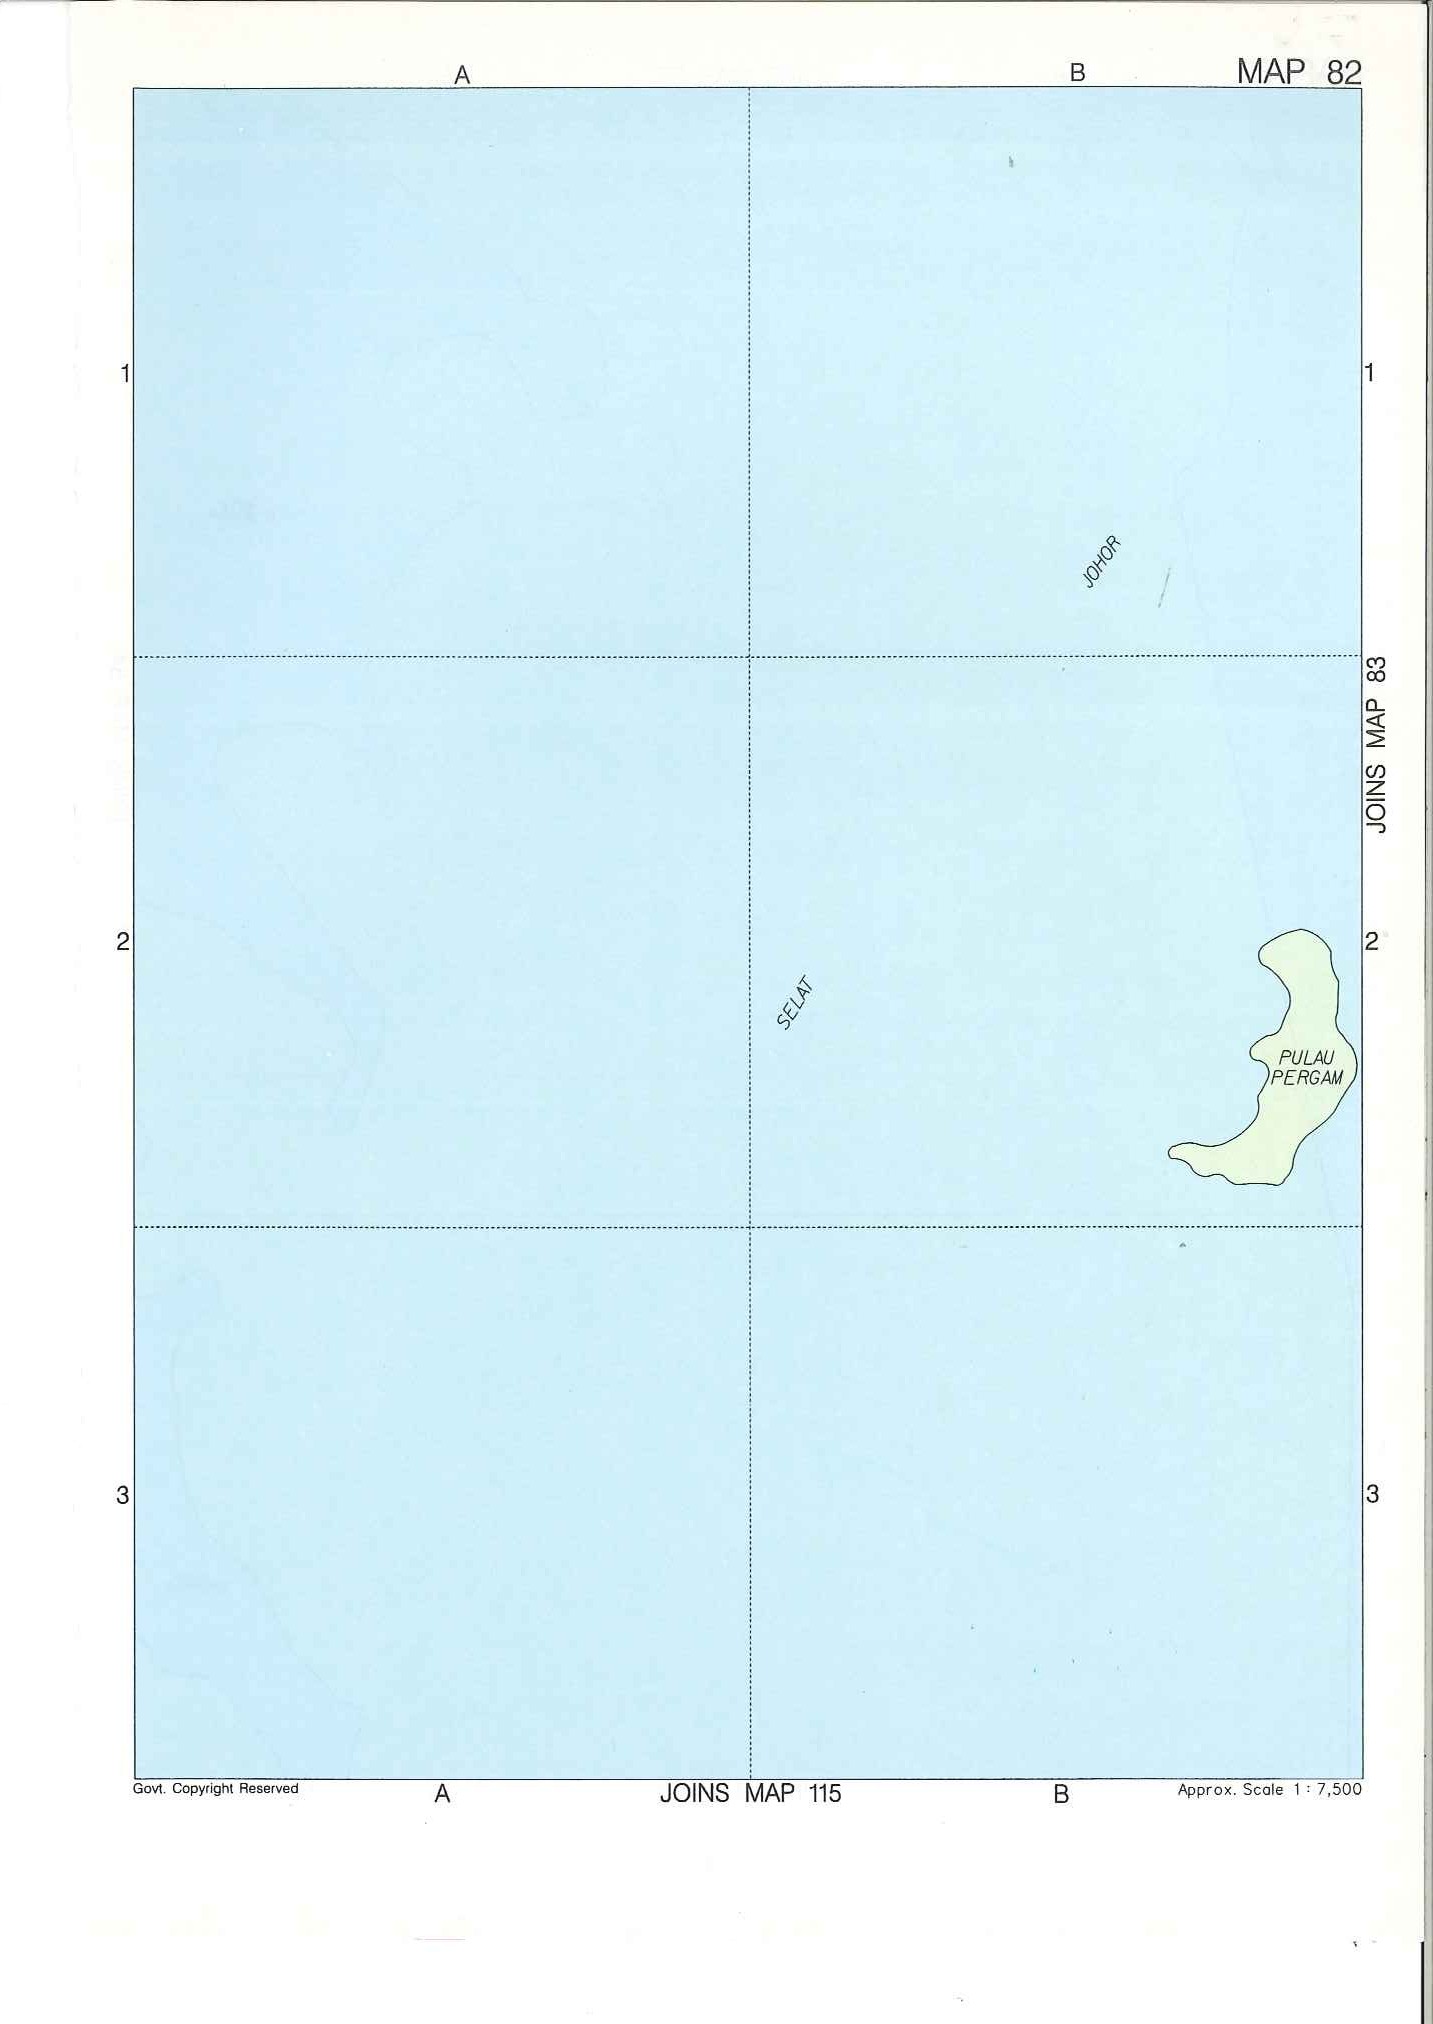 A
B
MAP 82
1
1
JOHOR
JOINS MAP 83
2
2
SELAT
PULAU
PERGAM
3
3
Govt. Copyright Reserved
A
JOINS MAP 115
B
Approx. Scale 1 : 7,500